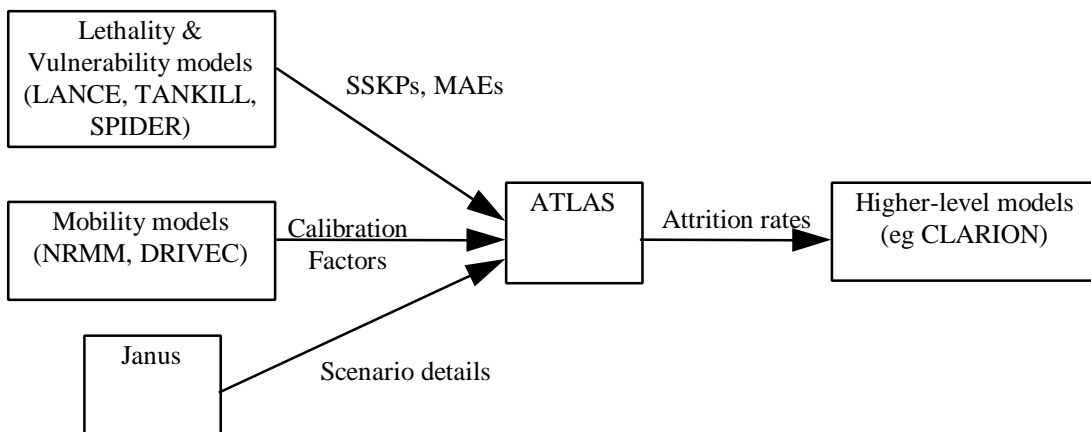 Lethality &
Vulnerability models
(LANCE, TANKILL,
SPIDER)
SSKPs, MAEs
Mobility models
(NRMM, DRIVEC)
Calibration
Factors
ATLAS
Attrition rates
Higher-level models
(eg CLARION)
Janus
Scenario details